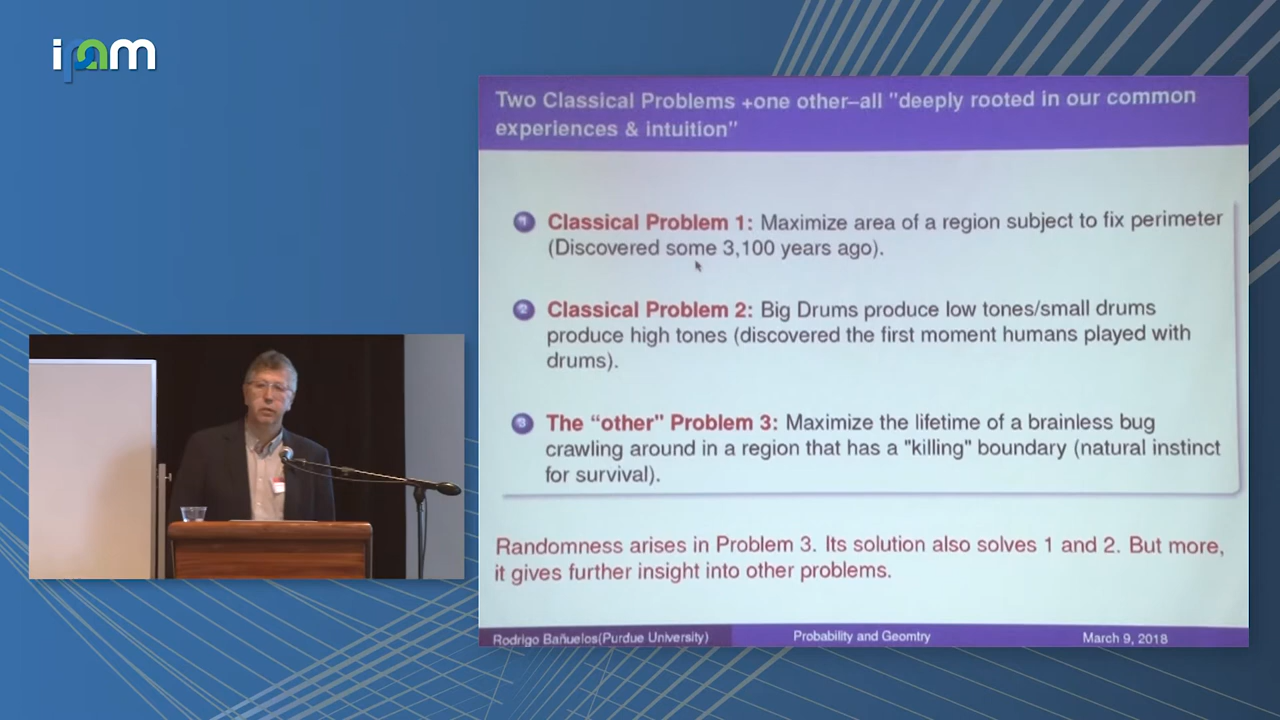 ipam
Two Classical Problems +one other–all "deeply rooted in our common
experiences & intuition"
1 Classical Problem 1: Maximize area of a region subject to fix perimeter
(Discovered some 3,100 years ago).
2 Classical Problem 2: Big Drums produce low tones/small drums
produce high tones (discovered the first moment humans played with
drums).
3 The “other" Problem 3: Maximize the lifetime of a brainless bug
crawling around in a region that has a "killing" boundary (natural instinct
for survival).
Randomness arises in Problem 3. Its solution also solves 1 and 2. But more,
it gives further insight into other problems.
Rodrigo Bañuelos(Purdue University) Probability and Geomtry March 9, 2018